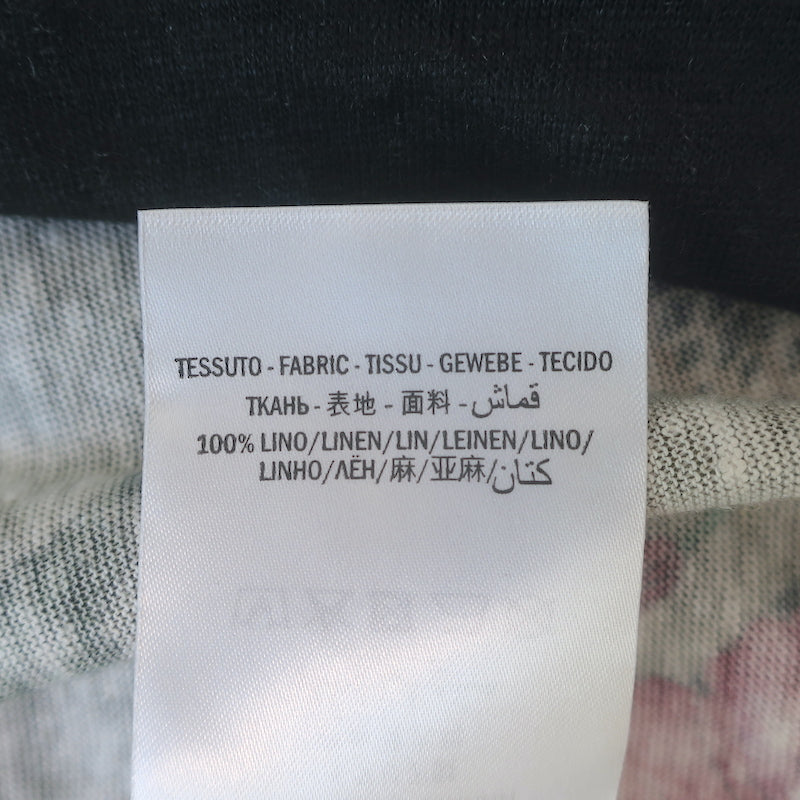 TESSUTO - FABRIC - TISSU - GEWEBE - TECIDO
ТКАНЬ - 表地 - 面料 - قماش
100% LINO/LINEN/LIN/LEINEN/LINO/
LINHO/ЛЁН/麻/亚麻/كتان